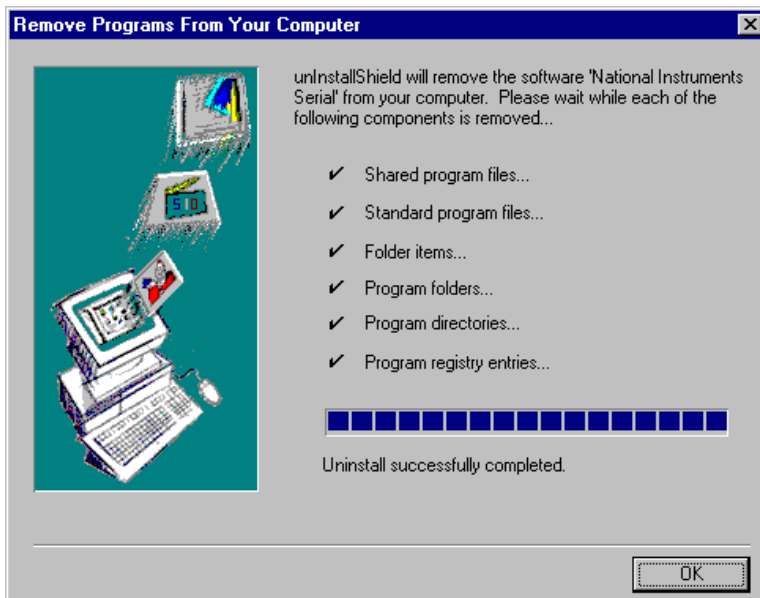 Remove Programs From Your Computer
unInstallShield will remove the software 'National Instruments
Serial' from your computer. Please wait while each of the
following components is removed...
✔ Shared program files...
✔ Standard program files...
✔ Folder items...
✔ Program folders...
✔ Program directories...
✔ Program registry entries...
Uninstall successfully completed.
OK